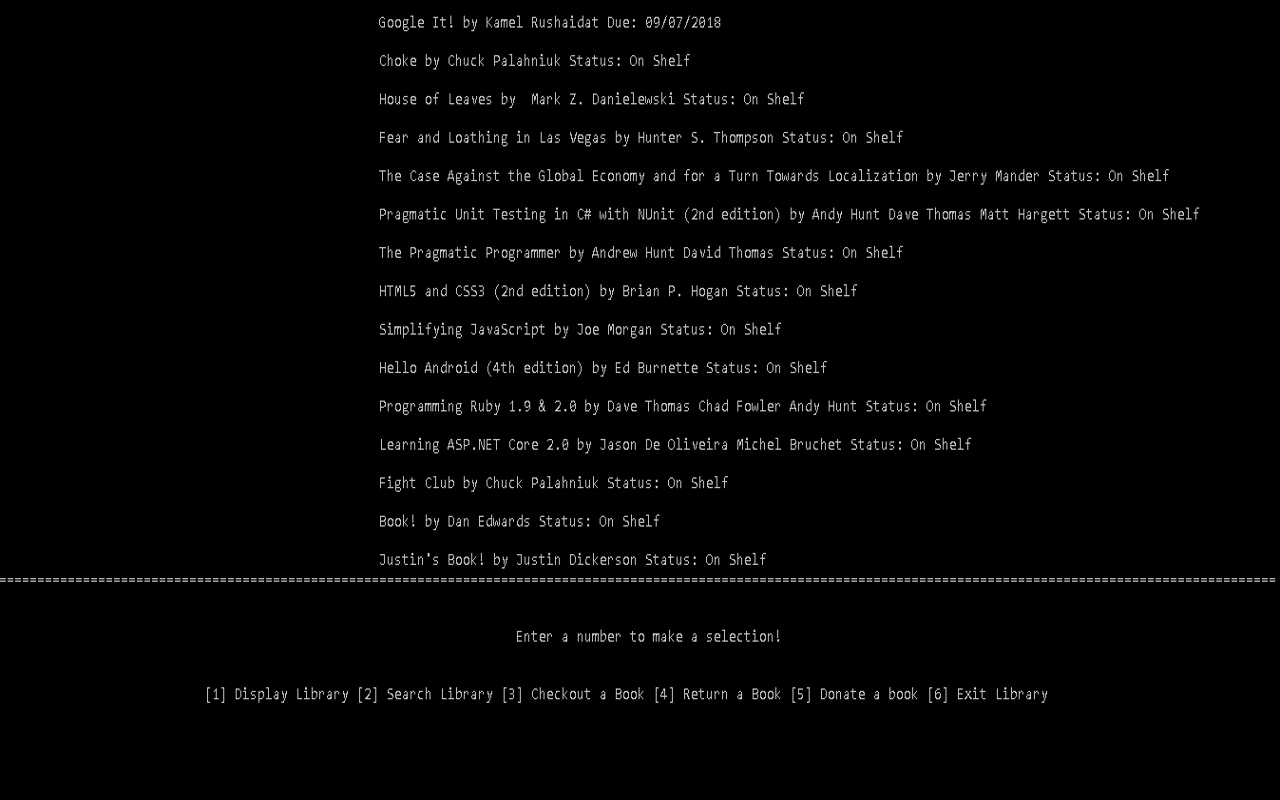 Google It! by Kamel Rushaidat Due: 09/07/2018
Choke by Chuck Palahniuk Status: On Shelf
House of Leaves by  Mark Z. Danielewski Status: On Shelf
Fear and Loathing in Las Vegas by Hunter S. Thompson Status: On Shelf
The Case Against the Global Economy and for a Turn Towards Localization by Jerry Mander Status: On Shelf
Pragmatic Unit Testing in C# with NUnit (2nd edition) by Andy Hunt Dave Thomas Matt Hargett Status: On Shelf
The Pragmatic Programmer by Andrew Hunt David Thomas Status: On Shelf
HTML5 and CSS3 (2nd edition) by Brian P. Hogan Status: On Shelf
Simplifying JavaScript by Joe Morgan Status: On Shelf
Hello Android (4th edition) by Ed Burnette Status: On Shelf
Programming Ruby 1.9 & 2.0 by Dave Thomas Chad Fowler Andy Hunt Status: On Shelf
Learning ASP.NET Core 2.0 by Jason De Oliveira Michel Bruchet Status: On Shelf
Fight Club by Chuck Palahniuk Status: On Shelf
Book! by Dan Edwards Status: On Shelf
Justin's Book! by Justin Dickerson Status: On Shelf
========================================================================================================================================================================
Enter a number to make a selection!
[1] Display Library [2] Search Library [3] Checkout a Book [4] Return a Book [5] Donate a book [6] Exit Library